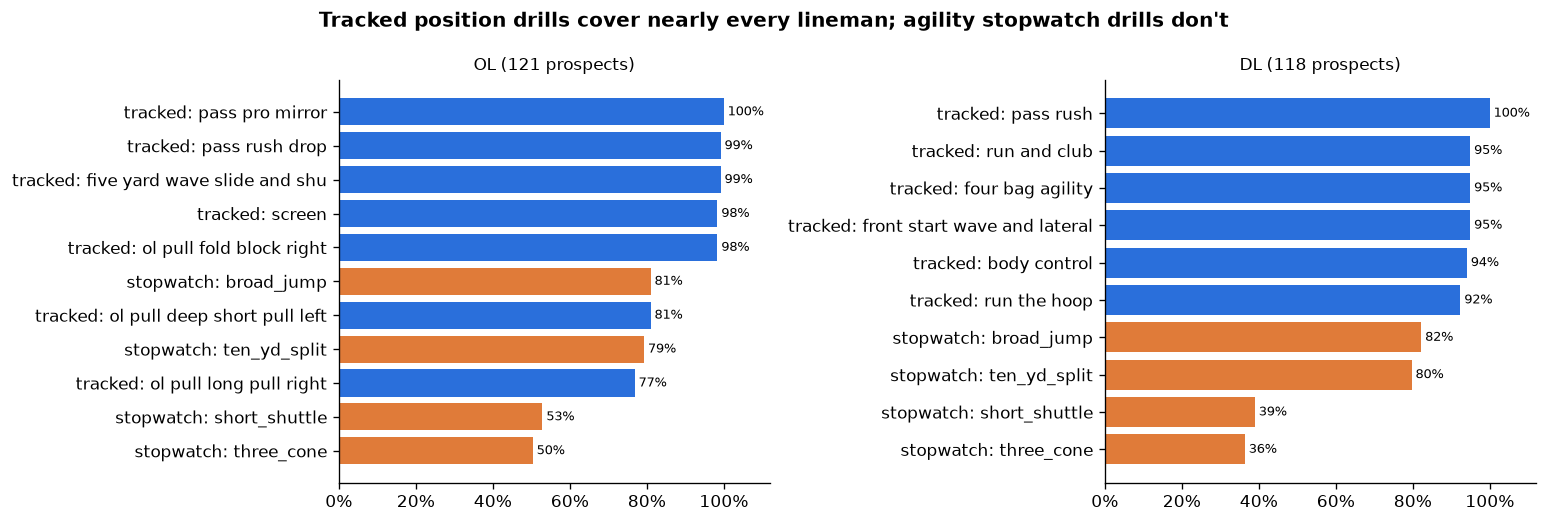 Tracked position drills cover nearly every lineman; agility stopwatch drills don't
OL (121 prospects)
tracked: pass pro mirror
100%
tracked: pass rush drop
99%
tracked: five yard wave slide and shu
99%
tracked: screen
98%
tracked: ol pull fold block right
98%
stopwatch: broad_jump
81%
tracked: ol pull deep short pull left
81%
stopwatch: ten_yd_split
79%
tracked: ol pull long pull right
77%
stopwatch: short_shuttle
53%
stopwatch: three_cone
50%
0% 20% 40% 60% 80% 100%
DL (118 prospects)
tracked: pass rush
100%
tracked: run and club
95%
tracked: four bag agility
95%
tracked: front start wave and lateral
95%
tracked: body control
94%
tracked: run the hoop
92%
stopwatch: broad_jump
82%
stopwatch: ten_yd_split
80%
stopwatch: short_shuttle
39%
stopwatch: three_cone
36%
0% 20% 40% 60% 80% 100%